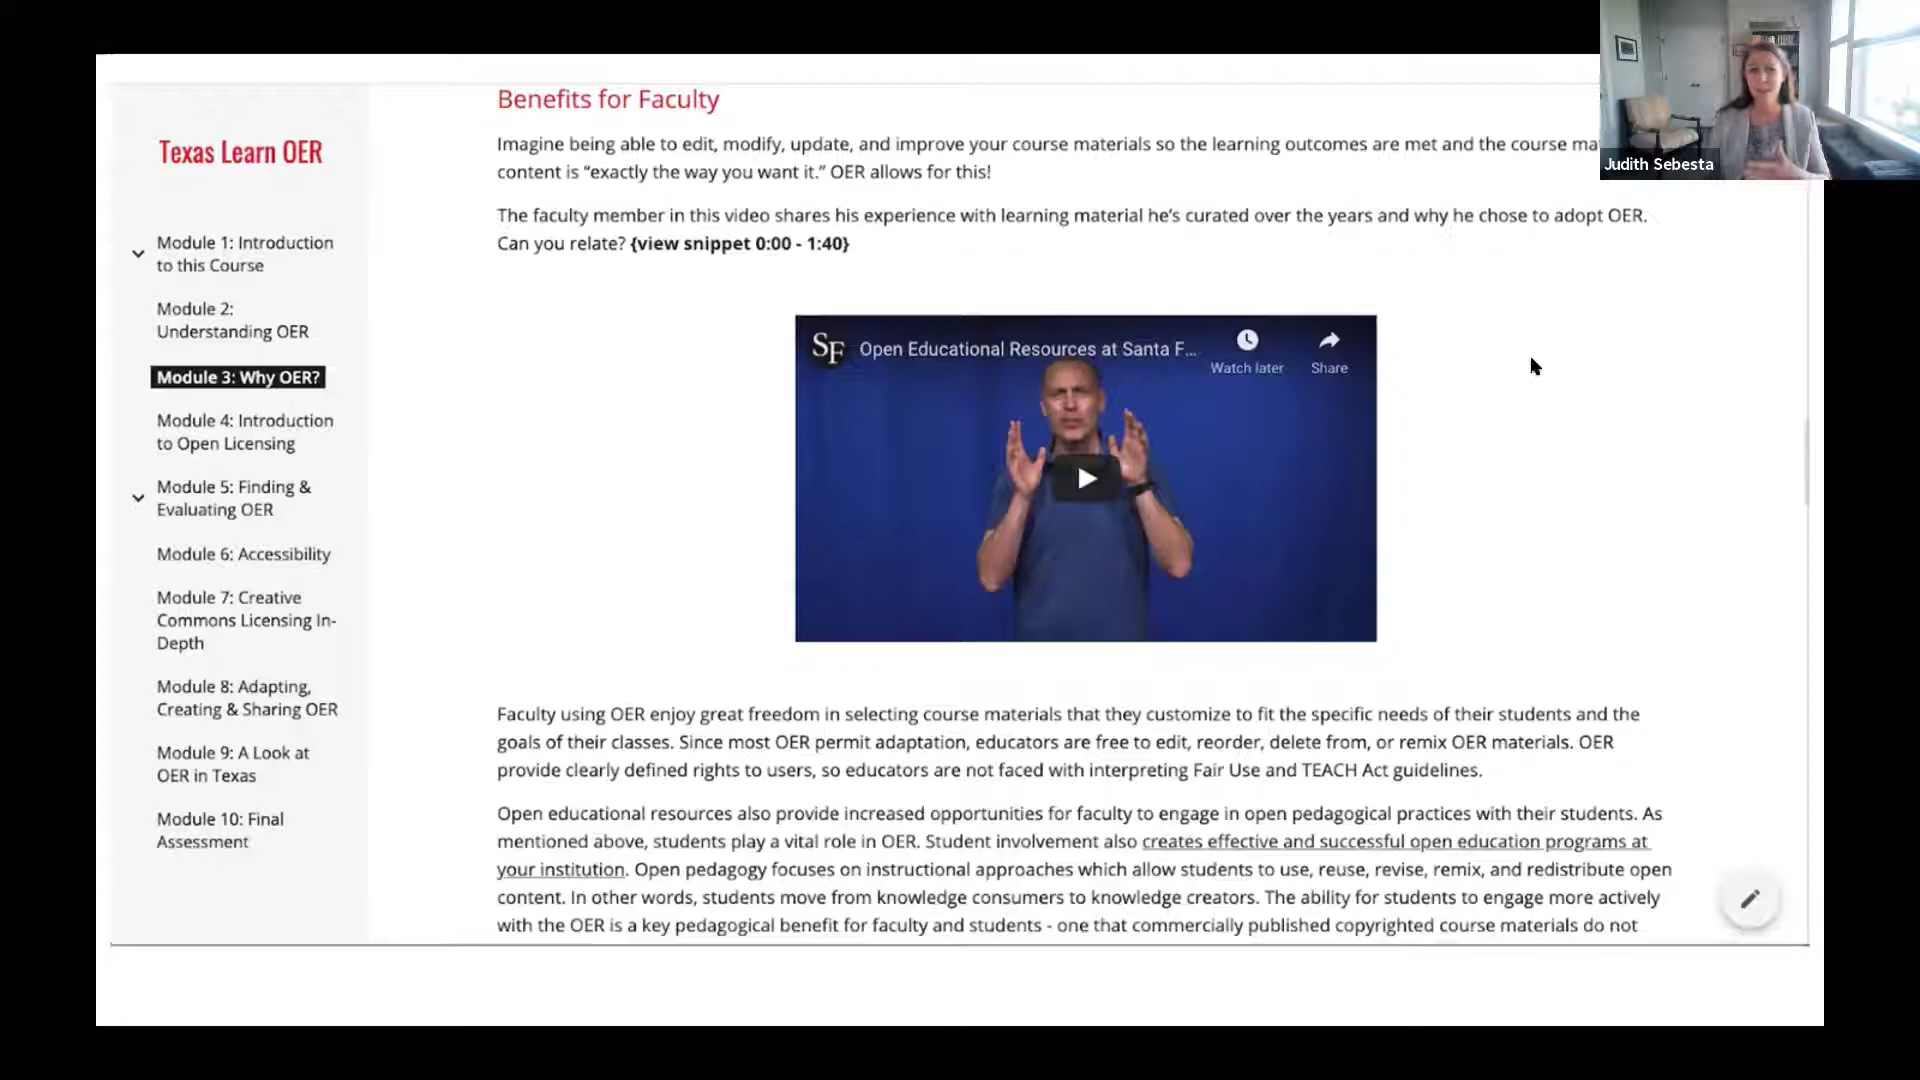 Texas Learn OER
Module 1: Introduction
to this Course
Module 2:
Understanding OER
Module 3: Why OER?
Module 4: Introduction
to Open Licensing
Module 5: Finding &
Evaluating OER
Module 6: Accessibility
Module 7: Creative
Commons Licensing In-
Depth
Module 8: Adapting,
Creating & Sharing OER
Module 9: A Look at
OER in Texas
Module 10: Final
Assessment
Benefits for Faculty
Imagine being able to edit, modify, update, and improve your course materials so the learning outcomes are met and the course
content is “exactly the way you want it.” OER allows for this!
The faculty member in this video shares his experience with learning material he’s curated over the years and why he chose to adopt OER.
Can you relate? {view snippet 0:00 - 1:40}
SF Open Educational Resources at Santa F...
Watch later
Share
Faculty using OER enjoy great freedom in selecting course materials that they customize to fit the specific needs of their students and the
goals of their classes. Since most OER permit adaptation, educators are free to edit, reorder, delete from, or remix OER materials. OER
provide clearly defined rights to users, so educators are not faced with interpreting Fair Use and TEACH Act guidelines.
Open educational resources also provide increased opportunities for faculty to engage in open pedagogical practices with their students. As
mentioned above, students play a vital role in OER. Student involvement also creates effective and successful open education programs at
your institution. Open pedagogy focuses on instructional approaches which allow students to use, reuse, revise, remix, and redistribute open
content. In other words, students move from knowledge consumers to knowledge creators. The ability for students to engage more actively
with the OER is a key pedagogical benefit for faculty and students - one that commercially published copyrighted course materials do not
Judith Sebesta